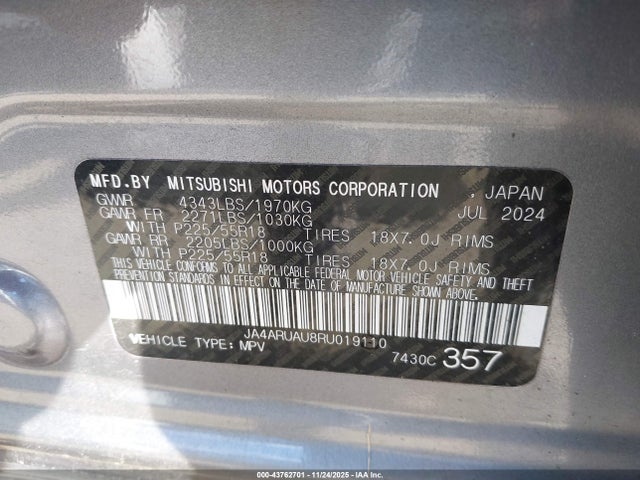 MFD.BY MITSUBISHI MOTORS CORPORATION , JAPAN
GVWR 4343LBS/1970KG JUL 2024
GAWR FR 2271LBS/1030KG
WITH P225/55R18 TIRES 18X7.0J RIMS
GAWR RR 2205LBS/1000KG
WITH P225/55R18 TIRES 18X7.0J RIMS
THIS VEHICLE CONFORMS TO ALL APPLICABLE FEDERAL MOTOR VEHICLE SAFETY AND THEFT
PREVENTION STANDARDS IN EFFECT ON THE DATE OF MANUFACTURE SHOWN ABOVE.
JA4ARUAU8RU019110
VEHICLE TYPE: MPV 7430C 357
000-43762701 - 11/24/2025 - IAAI.COM